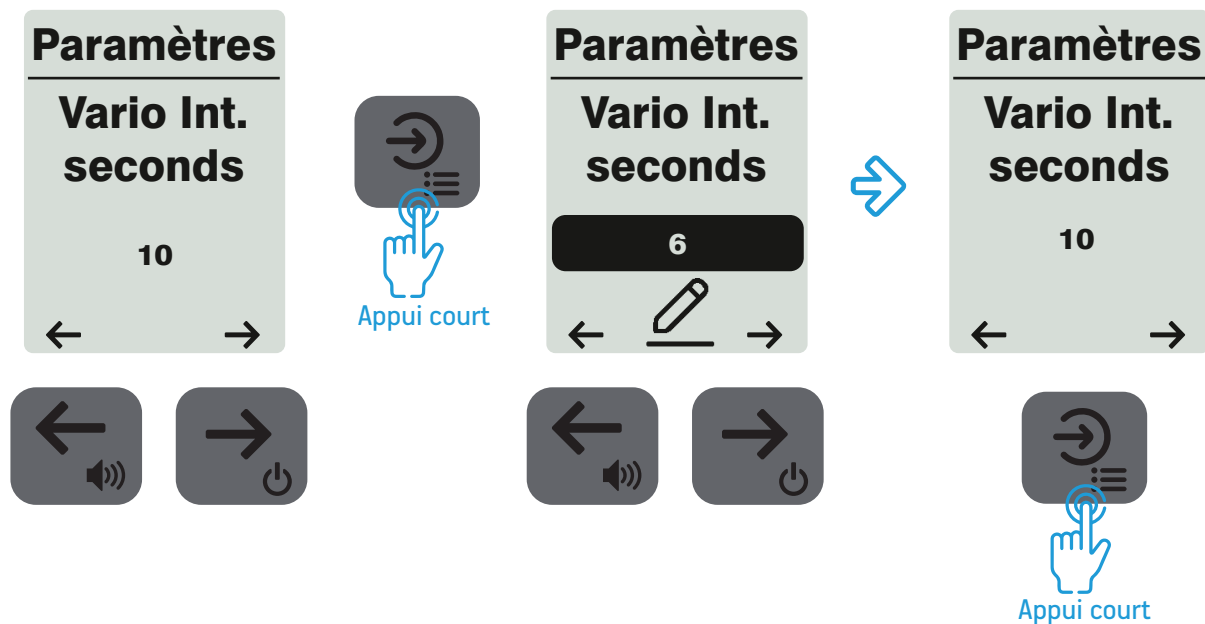 Paramètres
Vario Int.
seconds
10
Appui court
Paramètres
Vario Int.
seconds
6
Paramètres
Vario Int.
seconds
10
Appui court